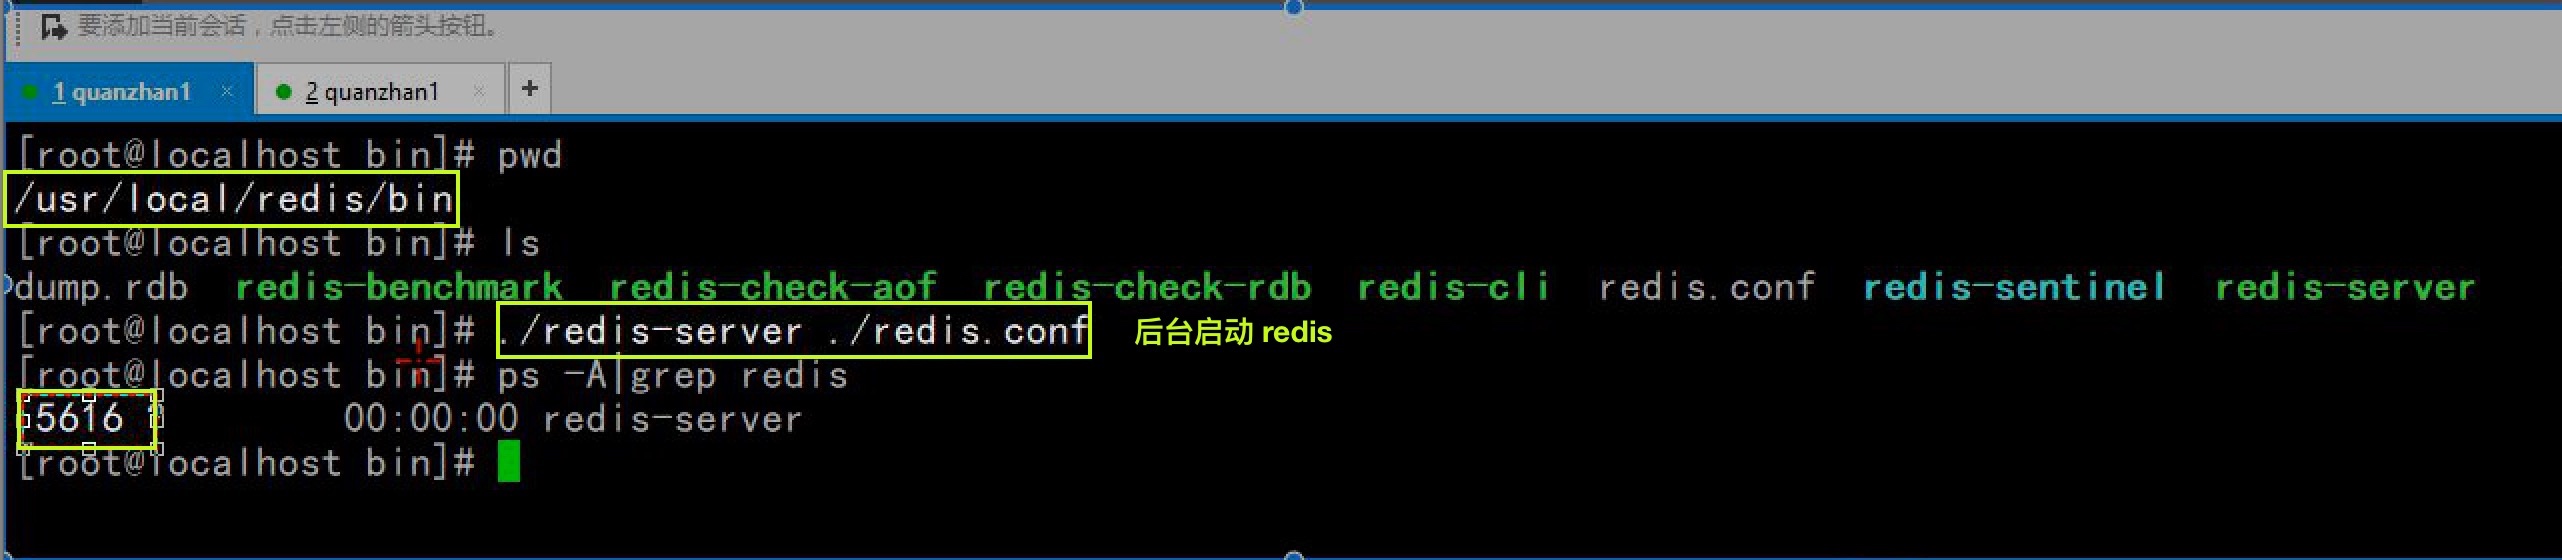 要添加当前会话，点击左侧的箭头按钮。
1 quanzhan1 × 2 quanzhan1 × +
[root@localhost bin]# pwd
/usr/local/redis/bin
[root@localhost bin]# ls
dump.rdb redis-benchmark redis-check-aof redis-check-rdb redis-cli redis.conf redis-sentinel redis-server
[root@localhost bin]# ./redis-server ./redis.conf 后台启动 redis
[root@localhost bin]# ps -A|grep redis
5616 ? 00:00:00 redis-server
[root@localhost bin]#